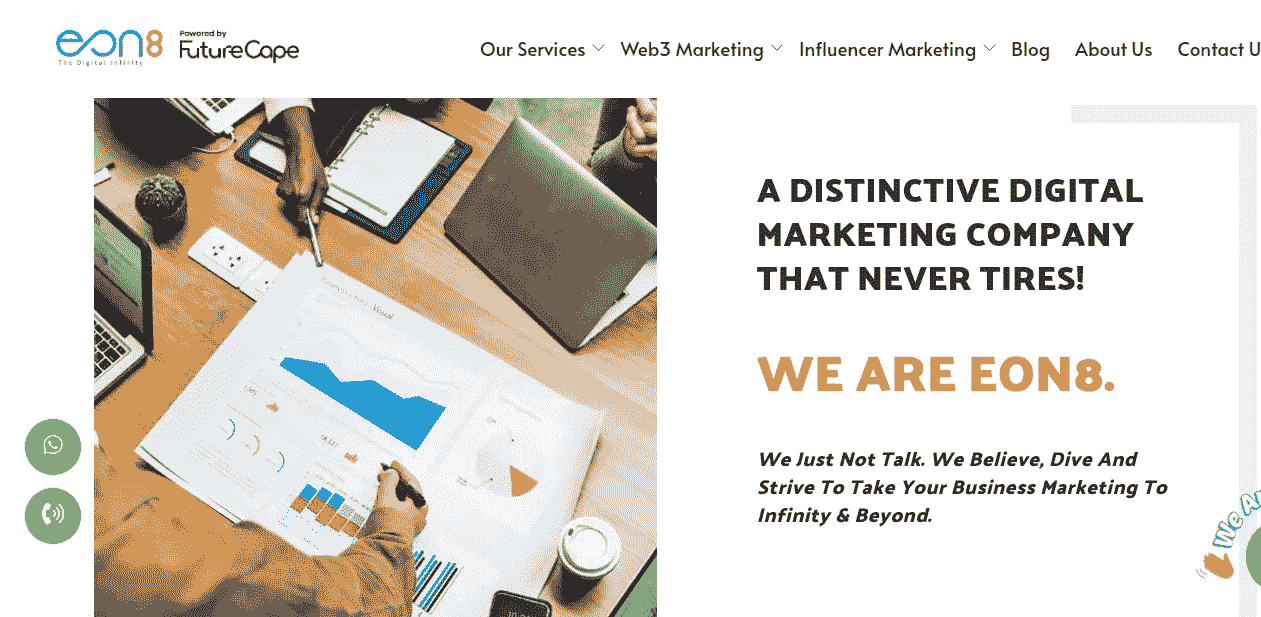 eon8
The Digital Infinity
Powered by
FutureCape
Our Services
Web3 Marketing
Influencer Marketing
Blog
About Us
Contact U
A DISTINCTIVE DIGITAL
MARKETING COMPANY
THAT NEVER TIRES!
WE ARE EON8.
We Just Not Talk. We Believe, Dive And
Strive To Take Your Business Marketing To
Infinity & Beyond.
We Ar
Visual